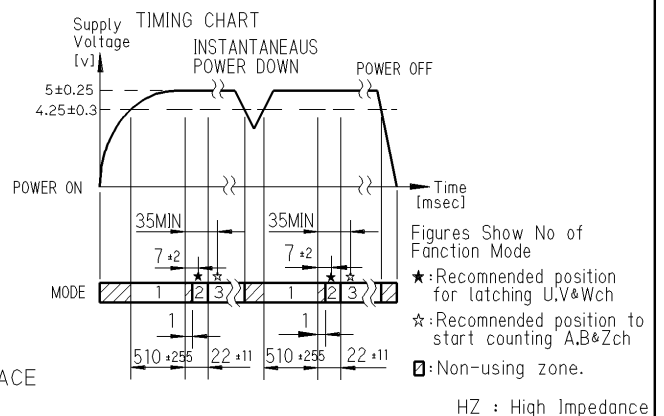 TIMING CHART
Supply
Voltage
[v]
INSTANTANEAUS
POWER DOWN
POWER OFF
5±0.25
4.25±0.3
POWER ON
Time
[msec]
35MIN
35MIN
7 ±2
7 ±2
★ ☆
★ ☆
MODE
1 2 3
1 2 3
1
1
510 ±255
22 ±11
510 ±255
22 ±11
Figures Show No of
Fanction Mode
★:Recomnended position
for latching U,V&Wch
☆:Recomnended position to
start counting A,B&Zch
:Non-using zone.
ACE
HZ : High Impedance